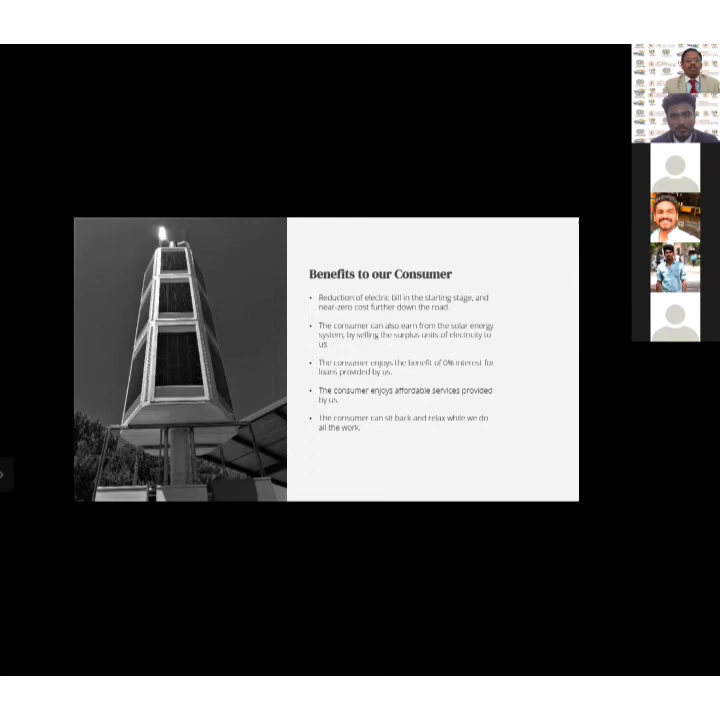 Benefits to our Consumer
• Reduction of electric bill in the starting stage, and
near-zero cost further down the road.
• The consumer can also earn from the solar energy
system, by selling the surplus units of electricity to
us.
• The consumer enjoys the benefit of 0% interest for
loans provided by us.
• The consumer enjoys affordable services provided
by us.
• The consumer can sit back and relax while we do
all the work.